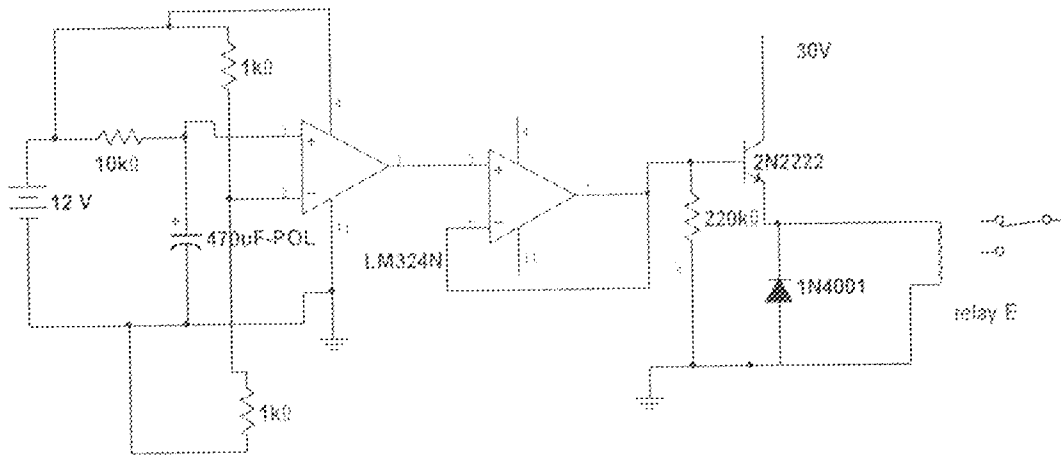 1kΩ
30V
10kΩ
2N2222
12 V
220kΩ
470uF-POL
LM324N
1N4001
relay E
1kΩ